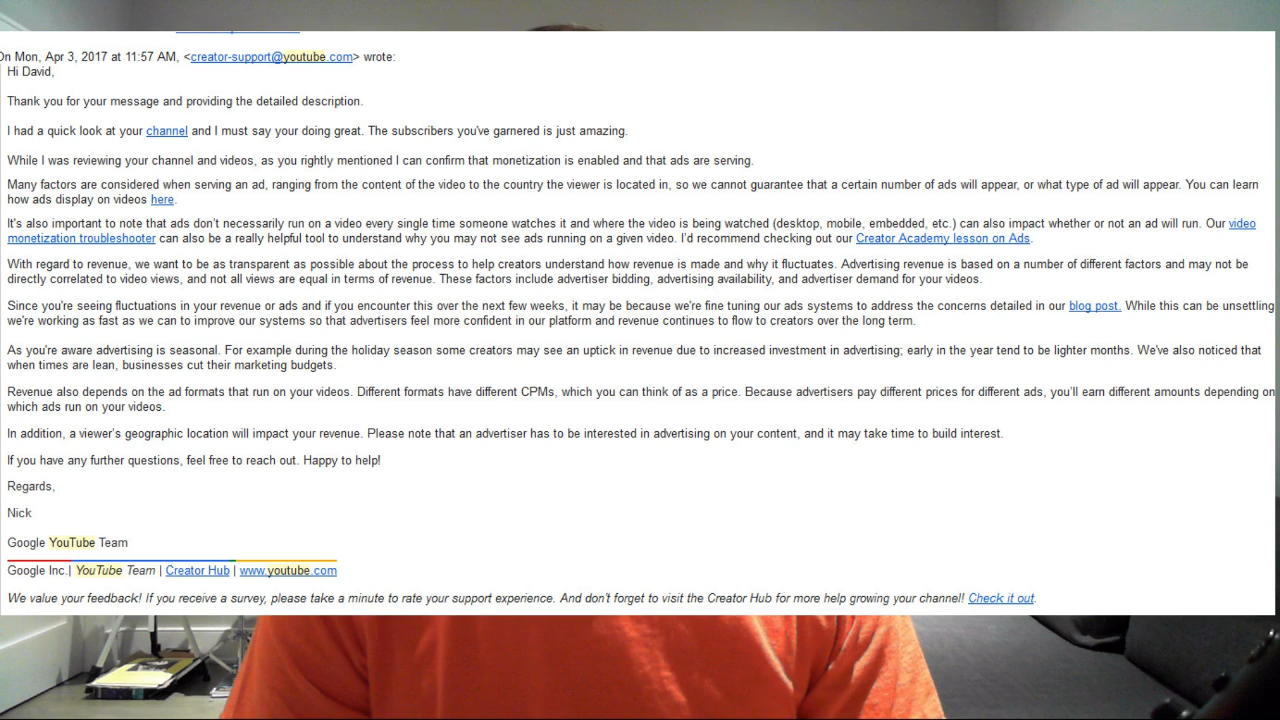 On Mon, Apr 3, 2017 at 11:57 AM, <creator-support@youtube.com> wrote:
Hi David,
Thank you for your message and providing the detailed description.
I had a quick look at your channel and I must say your doing great. The subscribers you've garnered is just amazing.
While I was reviewing your channel and videos, as you rightly mentioned I can confirm that monetization is enabled and that ads are serving.
Many factors are considered when serving an ad, ranging from the content of the video to the country the viewer is located in, so we cannot guarantee that a certain number of ads will appear, or what type of ad will appear. You can learn
how ads display on videos here.
It's also important to note that ads don't necessarily run on a video every single time someone watches it and where the video is being watched (desktop, mobile, embedded, etc.) can also impact whether or not an ad will run. Our video
monetization troubleshooter can also be a really helpful tool to understand why you may not see ads running on a given video. I'd recommend checking out our Creator Academy lesson on Ads.
With regard to revenue, we want to be as transparent as possible about the process to help creators understand how revenue is made and why it fluctuates. Advertising revenue is based on a number of different factors and may not be
directly correlated to video views, and not all views are equal in terms of revenue. These factors include advertiser bidding, advertising availability, and advertiser demand for your videos.
Since you're seeing fluctuations in your revenue or ads and if you encounter this over the next few weeks, it may be because we're fine tuning our ads systems to address the concerns detailed in our blog post. While this can be unsettling
we're working as fast as we can to improve our systems so that advertisers feel more confident in our platform and revenue continues to flow to creators over the long term.
As you're aware advertising is seasonal. For example during the holiday season some creators may see an uptick in revenue due to increased investment in advertising; early in the year tend to be lighter months. We've also noticed that
when times are lean, businesses cut their marketing budgets.
Revenue also depends on the ad formats that run on your videos. Different formats have different CPMs, which you can think of as a price. Because advertisers pay different prices for different ads, you'll earn different amounts depending on
which ads run on your videos.
In addition, a viewer's geographic location will impact your revenue. Please note that an advertiser has to be interested in advertising on your content, and it may take time to build interest.
If you have any further questions, feel free to reach out. Happy to help!
Regards,
Nick
Google YouTube Team
Google Inc.| YouTube Team | Creator Hub | www.youtube.com
We value your feedback! If you receive a survey, please take a minute to rate your support experience. And don't forget to visit the Creator Hub for more help growing your channel! Check it out.